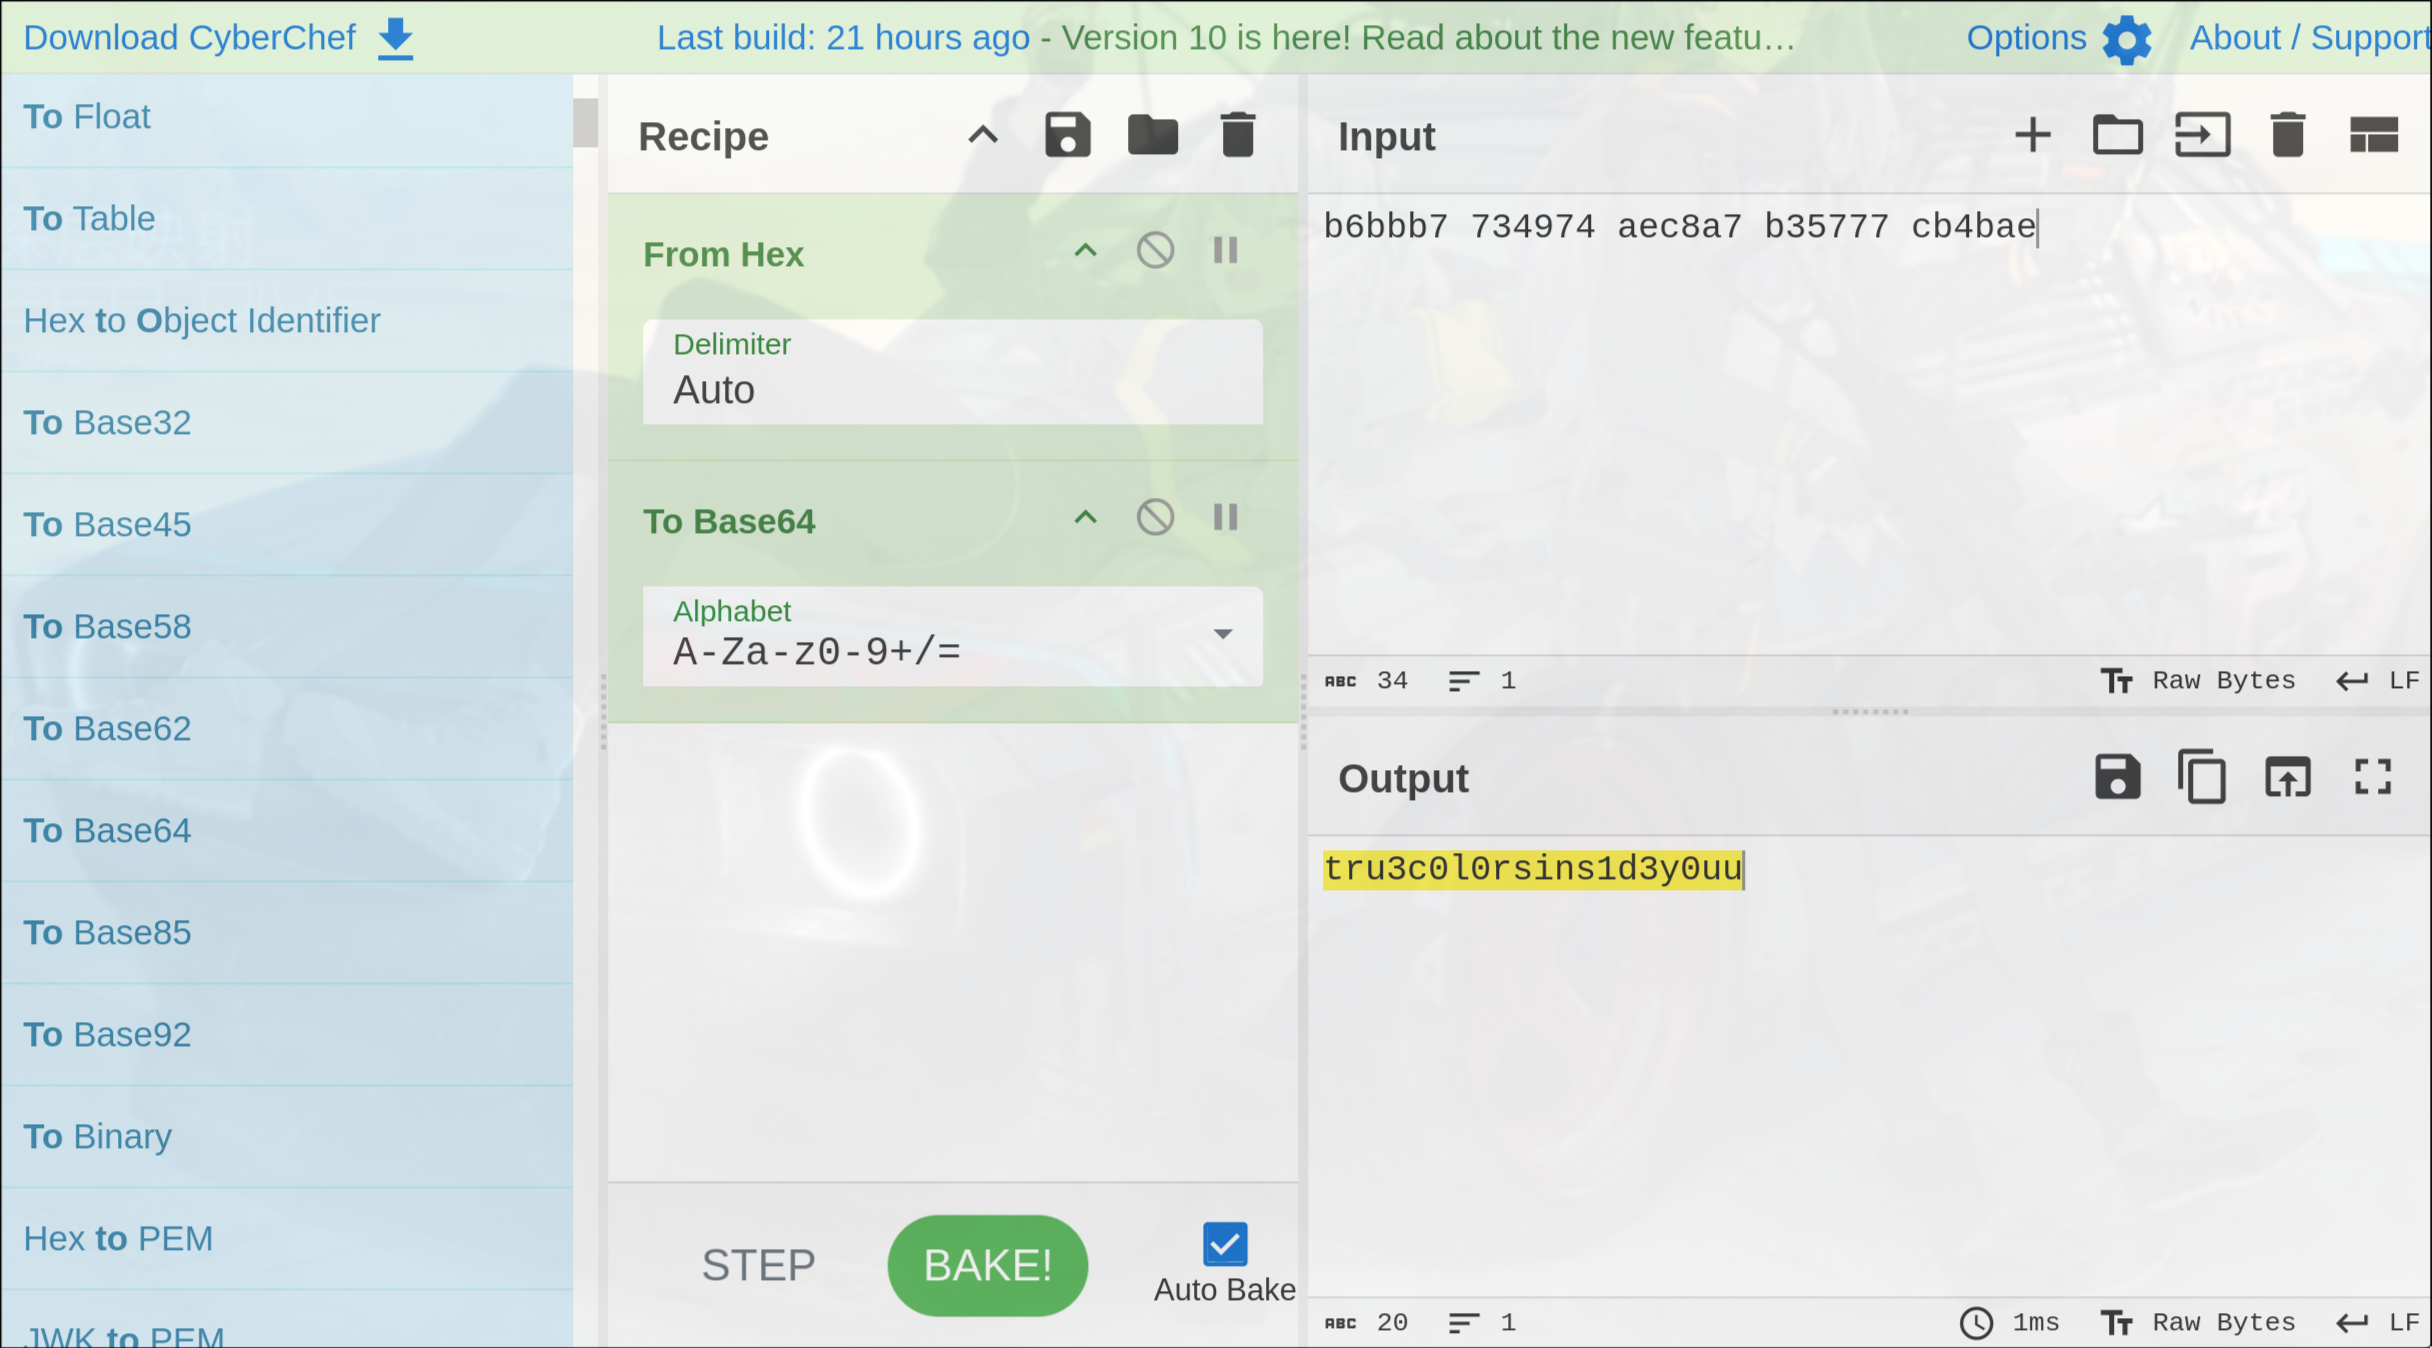 Download CyberChef
Last build: 21 hours ago - Version 10 is here! Read about the new featu…
Options
About / Support
To Float
To Table
Hex to Object Identifier
To Base32
To Base45
To Base58
To Base62
To Base64
To Base85
To Base92
To Binary
Hex to PEM
JWK to PEM
Recipe
From Hex
Delimiter
Auto
To Base64
Alphabet
A-Za-z0-9+/=
STEP
BAKE!
Auto Bake
Input
b6bbb7 734974 aec8a7 b35777 cb4bae
ABC 34 1
Raw Bytes LF
Output
tru3c0l0rsins1d3y0uu
ABC 20 1
1ms Raw Bytes LF